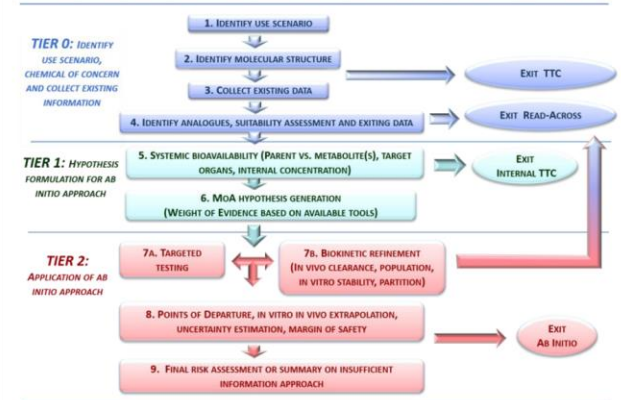 TIER 0: IDENTIFY
USE SCENARIO,
CHEMICAL OF CONCERN
AND COLLECT EXISTING
INFORMATION
1. IDENTIFY USE SCENARIO
2. IDENTIFY MOLECULAR STRUCTURE
3. COLLECT EXISTING DATA
4. IDENTIFY ANALOGUES, SUITABILITY ASSESSMENT AND EXITING DATA
EXIT TTC
EXIT READ-ACROSS
TIER 1: HYPOTHESIS
FORMULATION FOR AB
INITIO APPROACH
5. SYSTEMIC BIOAVAILABILITY (PARENT VS. METABOLITE(S), TARGET
ORGANS, INTERNAL CONCENTRATION)
EXIT
INTERNAL TTC
6. MOA HYPOTHESIS GENERATION
(WEIGHT OF EVIDENCE BASED ON AVAILABLE TOOLS)
TIER 2:
APPLICATION OF AB
INITIO APPROACH
7A. TARGETED
TESTING
7B. BIOKINETIC REFINEMENT
(IN VIVO CLEARANCE, POPULATION,
IN VITRO STABILITY, PARTITION)
8. POINTS OF DEPARTURE, IN VITRO IN VIVO EXTRAPOLATION,
UNCERTAINTY ESTIMATION, MARGIN OF SAFETY
EXIT
AB INITIO
9. FINAL RISK ASSESSMENT OR SUMMARY ON INSUFFICIENT
INFORMATION APPROACH